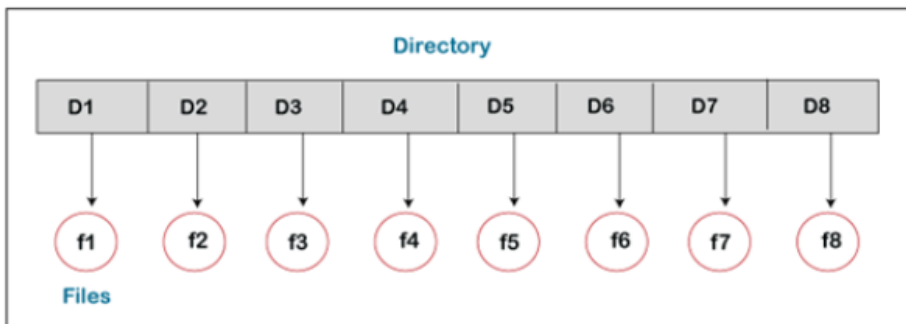 Directory
D1 D2 D3 D4 D5 D6 D7 D8
f1 f2 f3 f4 f5 f6 f7 f8
Files